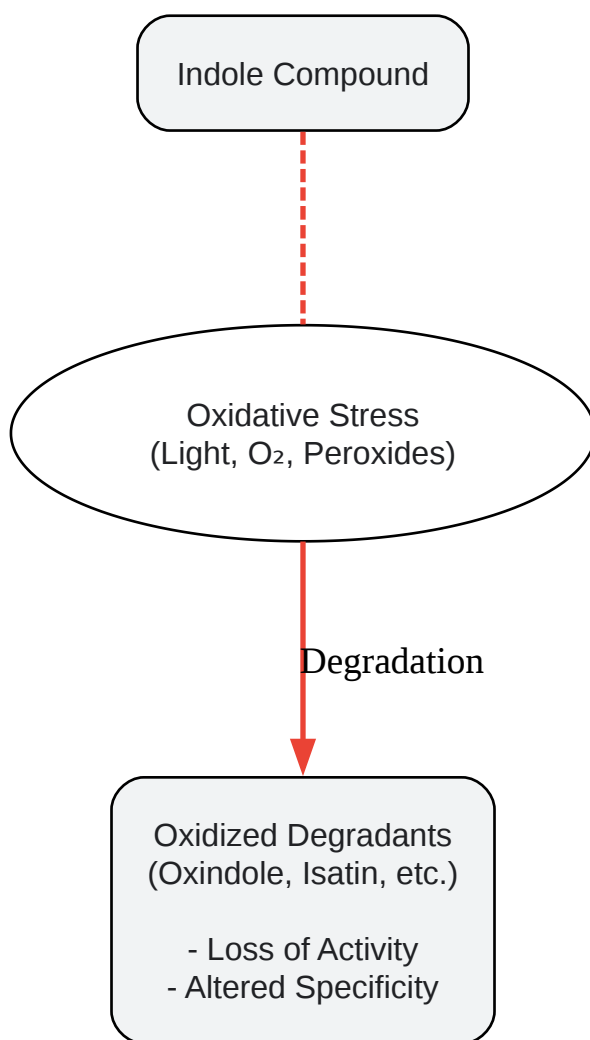 Indole Compound
Oxidative Stress
(Light, O₂, Peroxides)
Degradation
Oxidized Degradants
(Oxindole, Isatin, etc.)
- Loss of Activity
- Altered Specificity